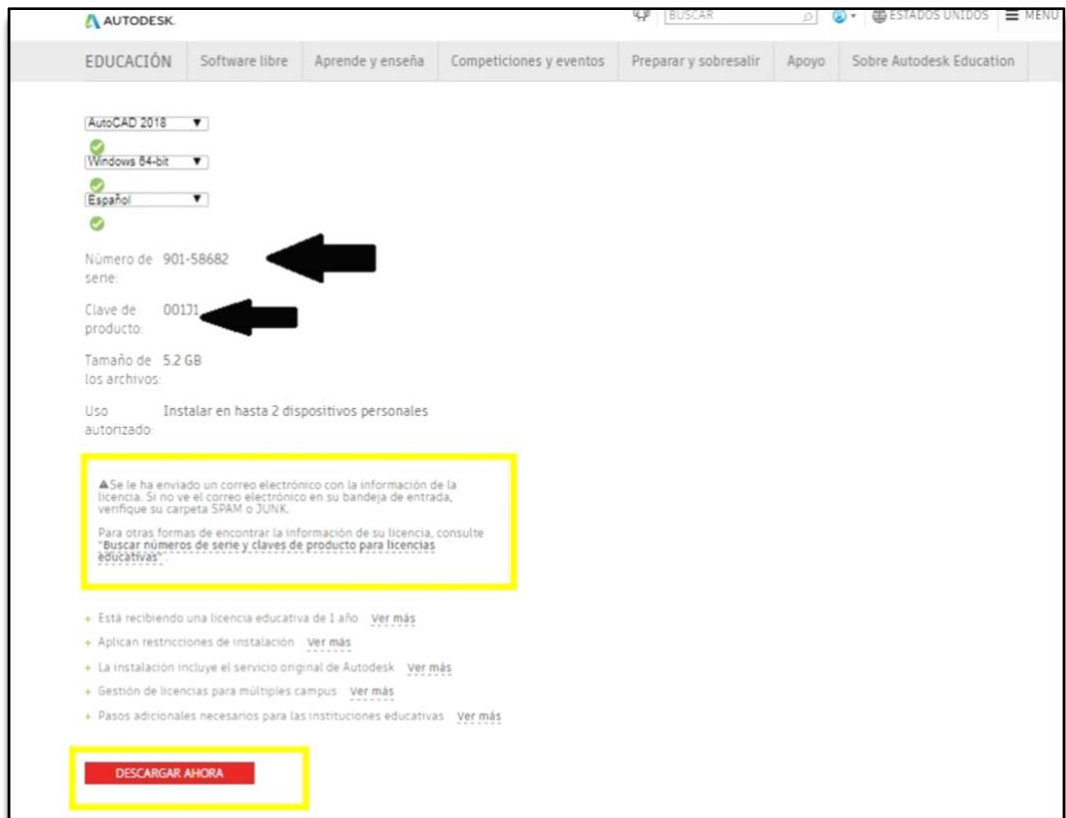 AUTODESK.
BUSCAR
ESTADOS UNIDOS
MENÚ
EDUCACIÓN Software libre Aprende y enseña Competiciones y eventos Preparar y sobresalir Apoyo Sobre Autodesk Education
AutoCAD 2018
Windows 64-bit
Español
Número de serie: 901-58682
Clave de producto: 001J1
Tamaño de los archivos: 5.2 GB
Uso autorizado: Instalar en hasta 2 dispositivos personales
Se le ha enviado un correo electrónico con la información de la
licencia. Si no ve el correo electrónico en su bandeja de entrada,
verifique su carpeta SPAM o JUNK.
Para otras formas de encontrar la información de su licencia, consulte
"Buscar números de serie y claves de producto para licencias
educativas" .
+ Está recibiendo una licencia educativa de 1 año Ver más
+ Aplican restricciones de instalación Ver más
+ La instalación incluye el servicio original de Autodesk Ver más
+ Gestión de licencias para múltiples campus Ver más
+ Pasos adicionales necesarios para las instituciones educativas Ver más
DESCARGAR AHORA